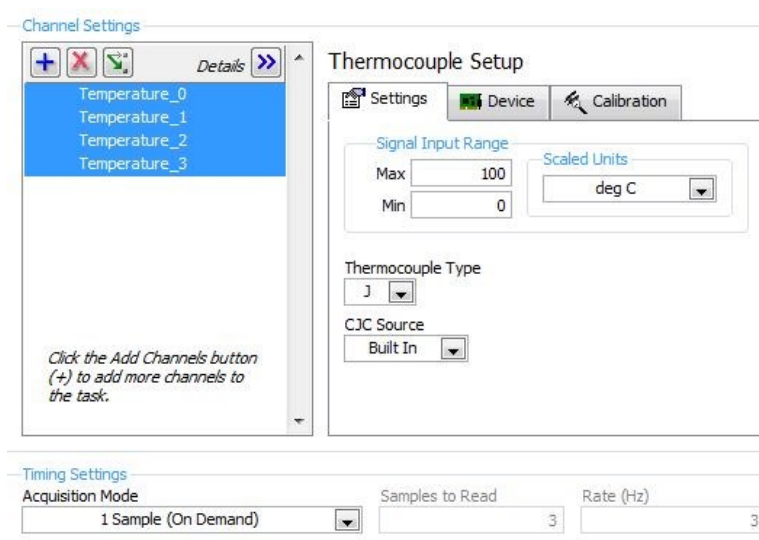 Channel Settings
Details
Temperature_0
Temperature_1
Temperature_2
Temperature_3
Click the Add Channels button
(+) to add more channels to
the task.
Thermocouple Setup
Settings
Device
Calibration
Signal Input Range
Max 100
Min 0
Scaled Units
deg C
Thermocouple Type
J
CJC Source
Built In
Timing Settings
Acquisition Mode
1 Sample (On Demand)
Samples to Read
3
Rate (Hz)
3